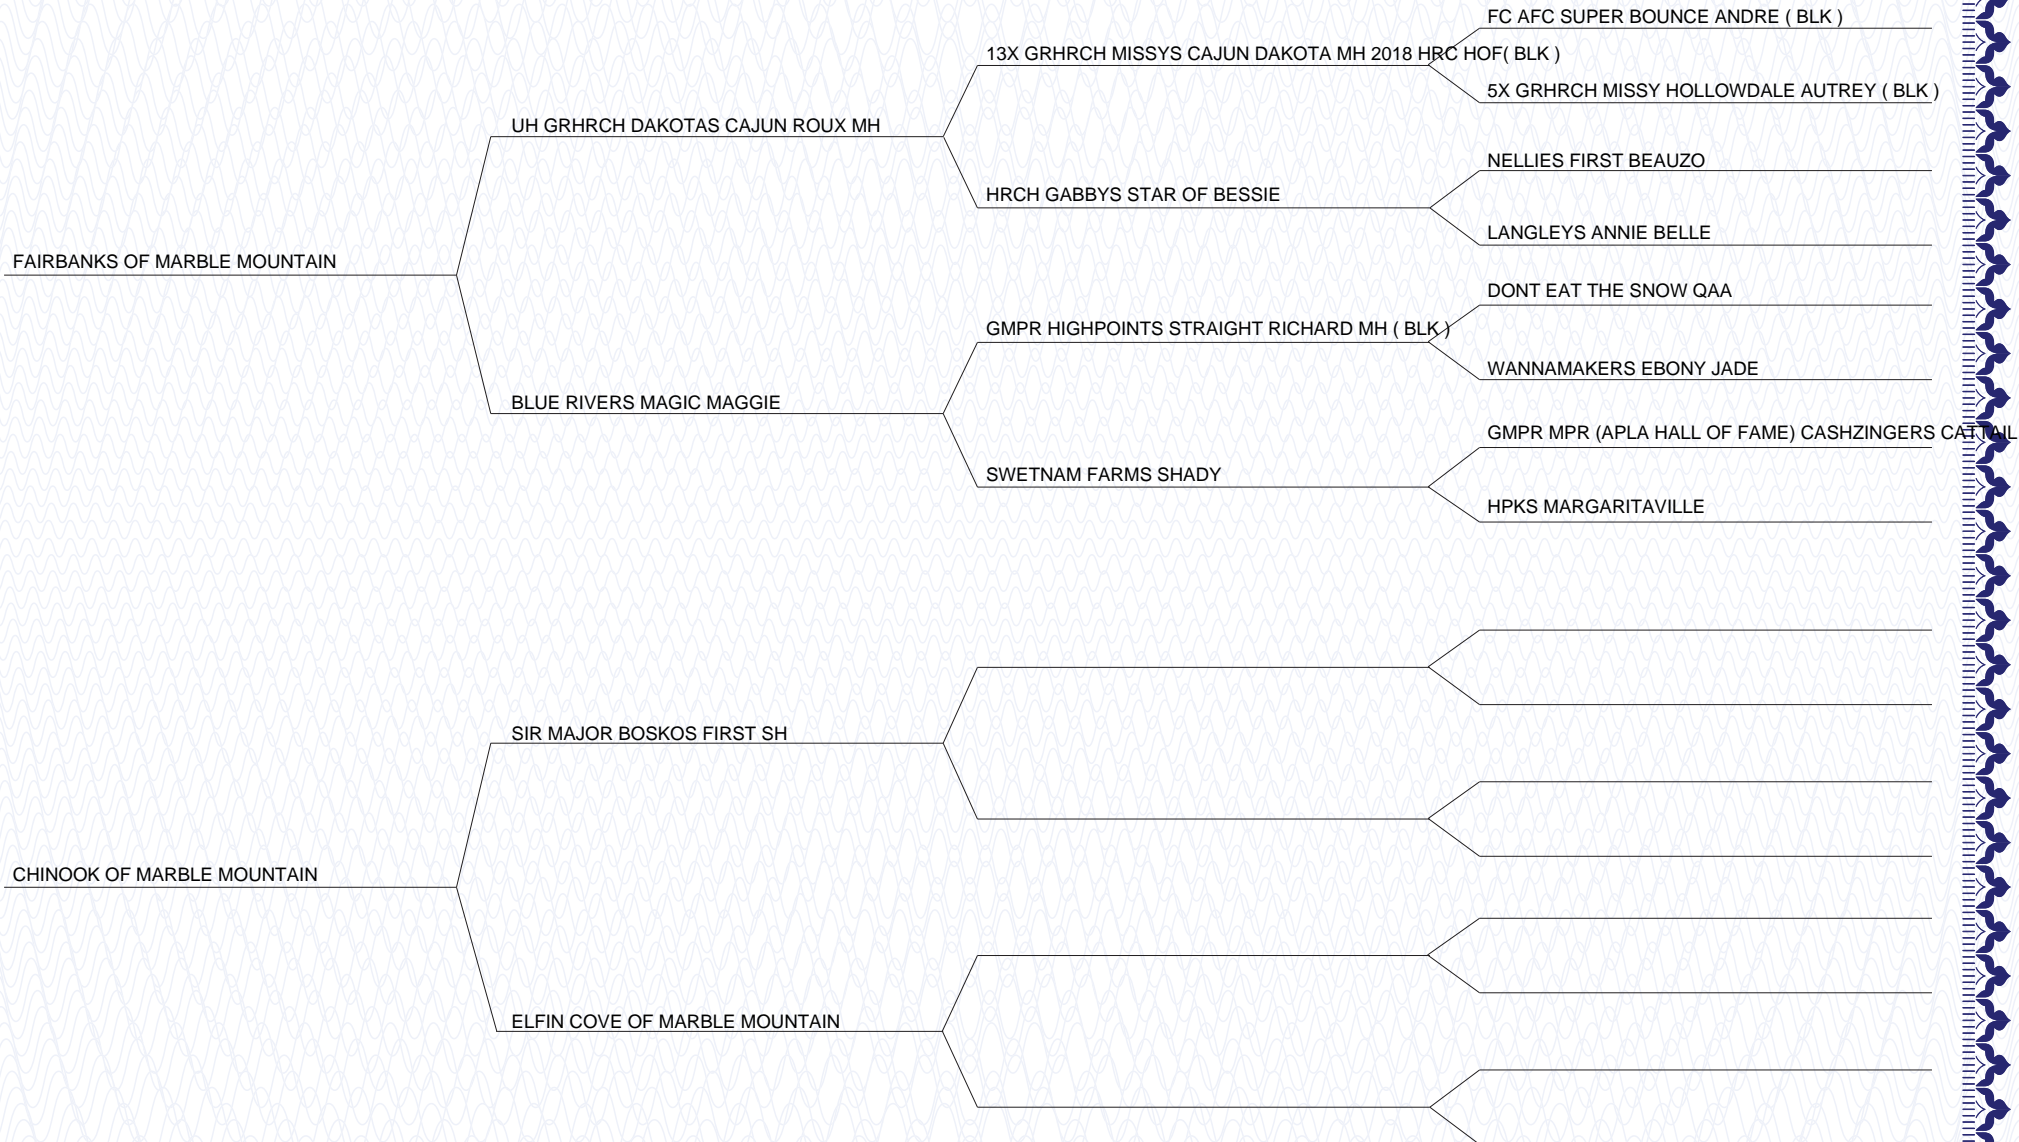 FC AFC SUPER BOUNCE ANDRE ( BLK )
13X GRHRCH MISSYS CAJUN DAKOTA MH 2018 HRC HOF( BLK )
5X GRHRCH MISSY HOLLOWDALE AUTREY ( BLK )
UH GRHRCH DAKOTAS CAJUN ROUX MH
NELLIES FIRST BEAUZO
HRCH GABBYS STAR OF BESSIE
LANGLEYS ANNIE BELLE
FAIRBANKS OF MARBLE MOUNTAIN
DONT EAT THE SNOW QAA
GMPR HIGHPOINTS STRAIGHT RICHARD MH ( BLK )
WANNAMAKERS EBONY JADE
BLUE RIVERS MAGIC MAGGIE
GMPR MPR (APLA HALL OF FAME) CASHZINGERS CATTAIL
SWETNAM FARMS SHADY
HPKS MARGARITAVILLE
SIR MAJOR BOSKOS FIRST SH
CHINOOK OF MARBLE MOUNTAIN
ELFIN COVE OF MARBLE MOUNTAIN